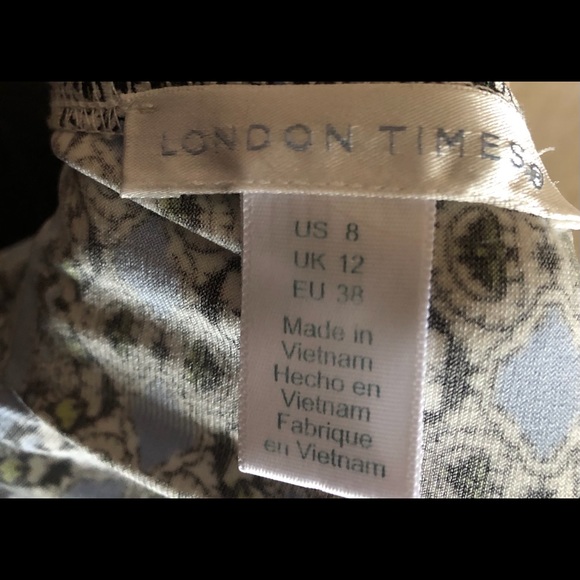 LONDON TIMES®
US 8
UK 12
EU 38
Made in
Vietnam
Hecho en
Vietnam
Fabrique
en Vietnam